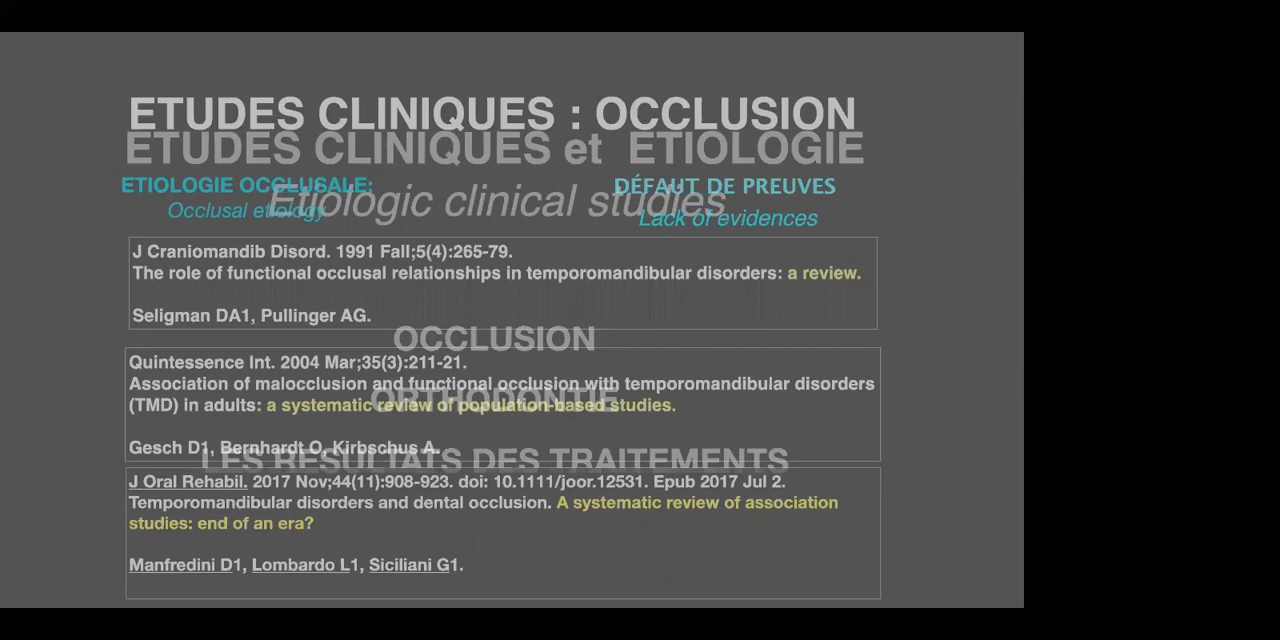 ETUDES CLINIQUES : OCCLUSION
ETUDES CLINIQUES et ETIOLOGIE
ETIOLOGIE OCCLUSALE:
DÉFAUT DE PREUVES
Etiologic clinical studies
Occlusal etiology
Lack of evidences
J Craniomandib Disord. 1991 Fall;5(4):265-79.
The role of functional occlusal relationships in temporomandibular disorders: a review.
Seligman DA1, Pullinger AG.
OCCLUSION
Quintessence Int. 2004 Mar;35(3):211-21.
Association of malocclusion and functional occlusion with temporomandibular disorders
(TMD) in adults: a systematic review of population-based studies.
ORTHODONTIE
Gesch D1, Bernhardt O, Kirbschus A.
LES RESULTATS DES TRAITEMENTS
J Oral Rehabil. 2017 Nov;44(11):908-923. doi: 10.1111/joor.12531. Epub 2017 Jul 2.
Temporomandibular disorders and dental occlusion. A systematic review of association
studies: end of an era?
Manfredini D1, Lombardo L1, Siciliani G1.